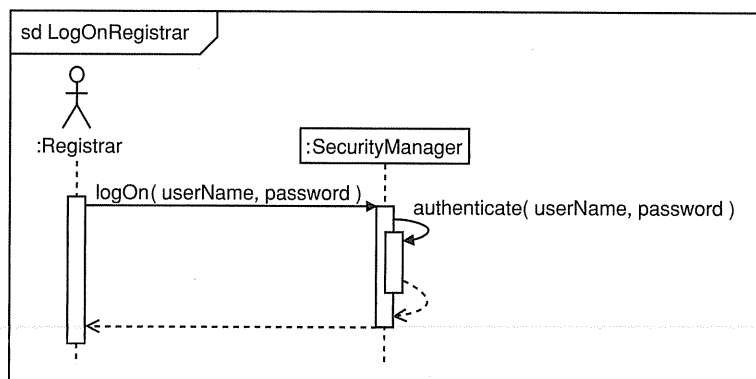 sd LogOnRegistrar
:Registrar
:SecurityManager
logOn( userName, password )
authenticate( userName, password )